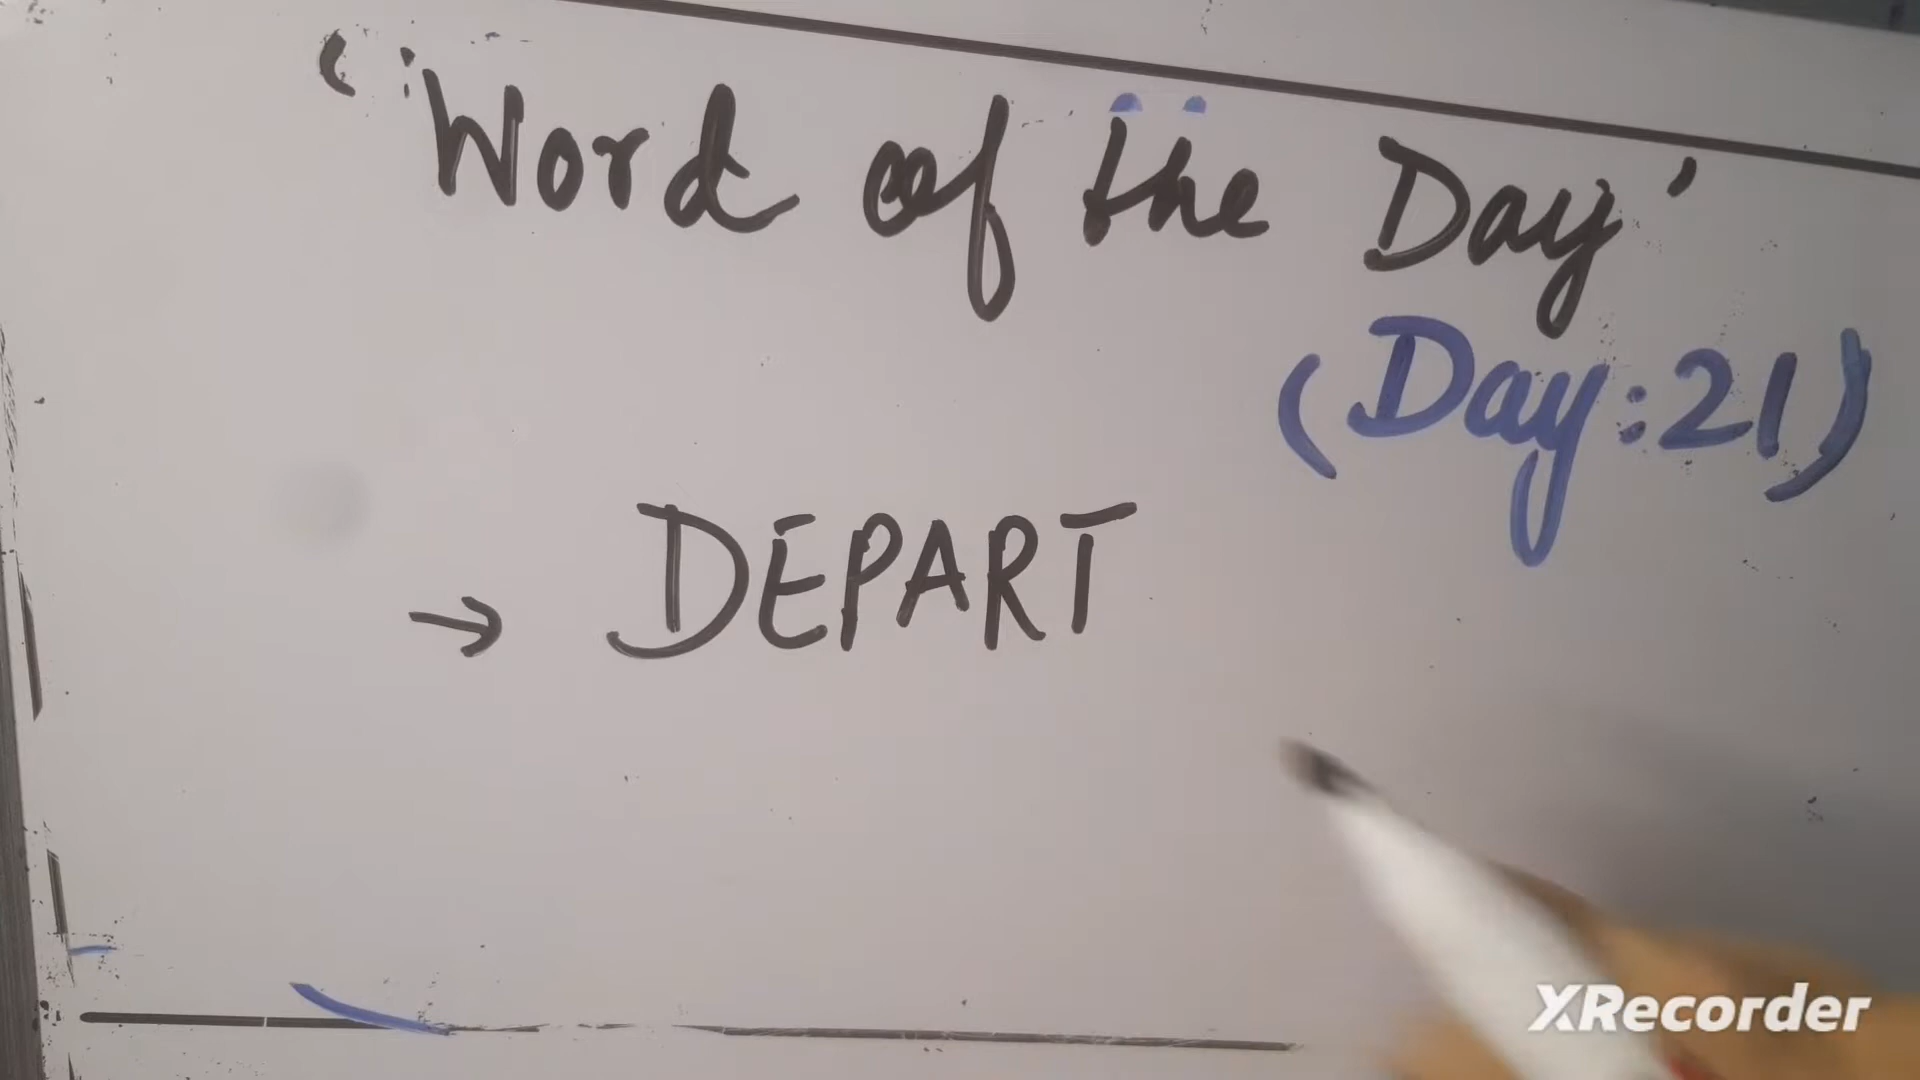 'Word of the Day'
(Day:21)
→ DEPART
XRecorder